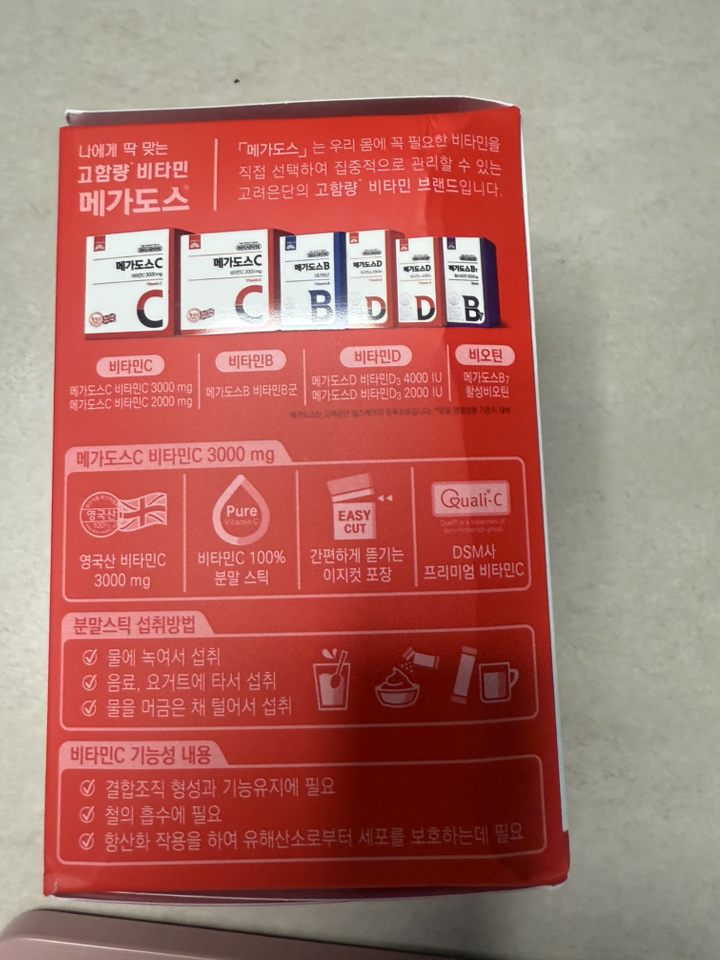 나에게 딱 맞는
고함량* 비타민
메가도스®
「메가도스」는 우리 몸에 꼭 필요한 비타민을
직접 선택하여 집중적으로 관리할 수 있는
고려은단의 고함량* 비타민 브랜드입니다.
메가도스C
비타민C 3000mg
C
메가도스C
비타민C 2000mg
C
메가도스B
B
메가도스D
D
메가도스D
D
메가도스B₇
B₇
비타민C
메가도스C 비타민C 3000 mg
메가도스C 비타민C 2000 mg
비타민B
메가도스B 비타민B군
비타민D
메가도스D 비타민D₃ 4000 IU
메가도스D 비타민D₃ 2000 IU
비오틴
메가도스B₇
활성비오틴
메가도스C 비타민C 3000 mg
영국산
100%
영국산 비타민C
3000 mg
Pure
Vitamin C
비타민C 100%
분말 스틱
EASY
CUT
간편하게 뜯기는
이지컷 포장
Quali®-C
DSM사
프리미엄 비타민C
분말스틱 섭취방법
물에 녹여서 섭취
음료, 요거트에 타서 섭취
물을 머금은 채 털어서 섭취
비타민C 기능성 내용
결합조직 형성과 기능유지에 필요
철의 흡수에 필요
항산화 작용을 하여 유해산소로부터 세포를 보호하는데 필요